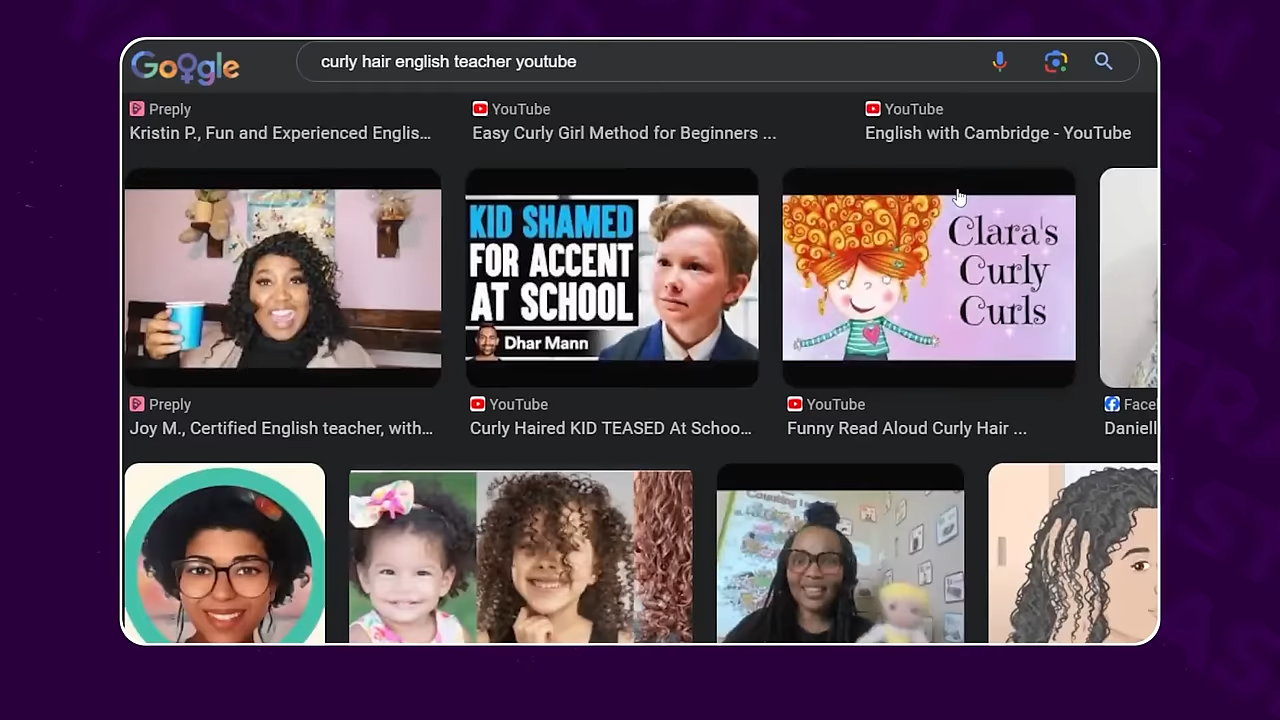 Google
curly hair english teacher youtube
Preply
Kristin P., Fun and Experienced Englis...
YouTube
Easy Curly Girl Method for Beginners ...
YouTube
English with Cambridge - YouTube
KID SHAMED
FOR ACCENT
AT SCHOOL
Dhar Mann
Clara's
Curly
Curls
Preply
Joy M., Certified English teacher, with...
YouTube
Curly Haired KID TEASED At Schoo...
YouTube
Funny Read Aloud Curly Hair ...
Facel
Daniell
Counting